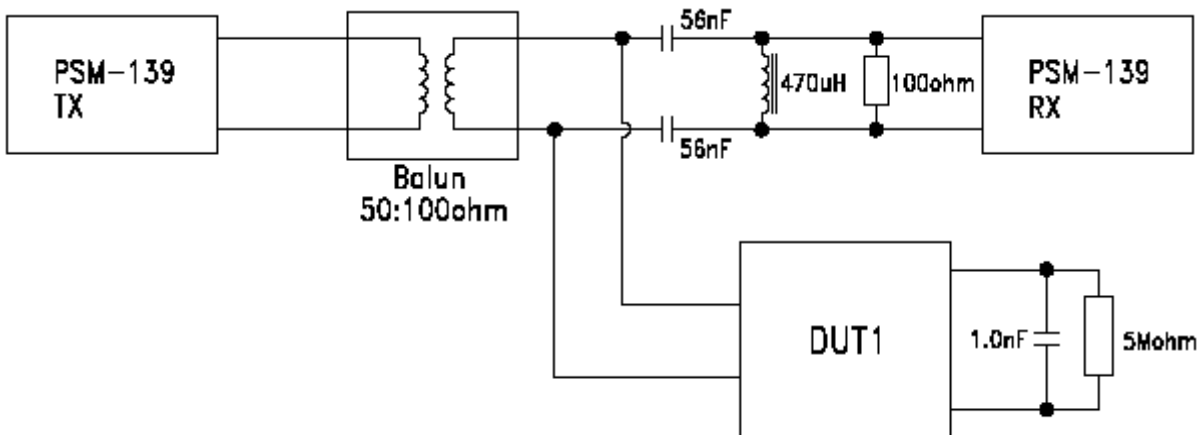 PSM-139
TX
Balun
50:100ohm
56nF
56nF
470uH
100ohm
PSM-139
RX
DUT1
1.0nF
5Mohm